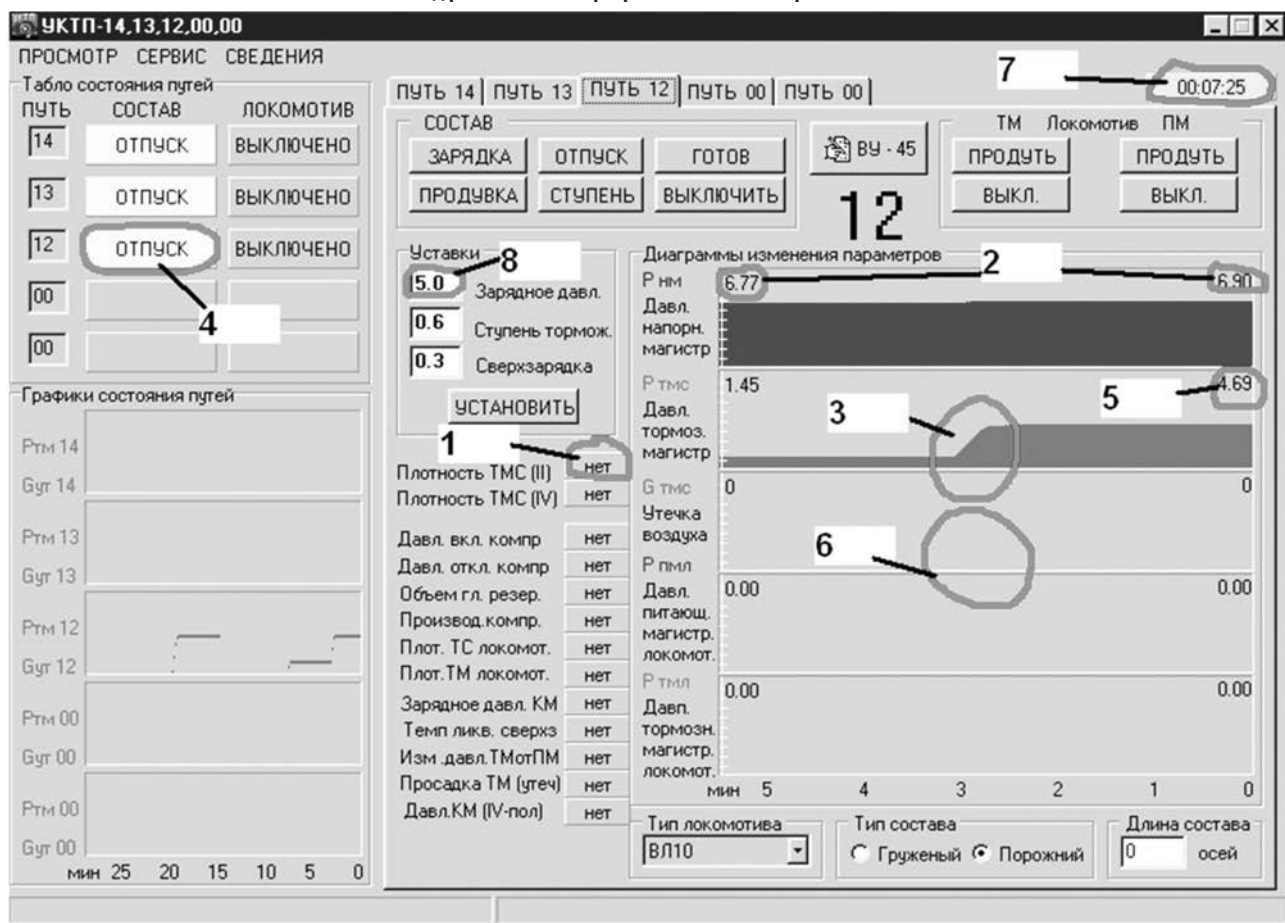 УКТП-14,13,12,00,00
ПРОСМОТР СЕРВИС СВЕДЕНИЯ
Табло состояния путей
ПУТЬ СОСТАВ ЛОКОМОТИВ
14 ОТПУСК ВЫКЛЮЧЕНО
13 ОТПУСК ВЫКЛЮЧЕНО
12 ОТПУСК ВЫКЛЮЧЕНО
4
00
00
Графики состояния путей
Ртм 14
Gут 14
Ртм 13
Gут 13
Ртм 12
Gут 12
Ртм 00
Gут 00
Ртм 00
Gут 00
мин 25 20 15 10 5 0
ПУТЬ 14 ПУТЬ 13 ПУТЬ 12 ПУТЬ 00 ПУТЬ 00
7
00:07:25
СОСТАВ
ЗАРЯДКА ОТПУСК ГОТОВ
ПРОДУВКА СТУПЕНЬ ВЫКЛЮЧИТЬ
ВУ - 45
12
ТМ Локомотив ПМ
ПРОДУТЬ ПРОДУТЬ
ВЫКЛ. ВЫКЛ.
Уставки
8
5.0 Зарядное давл.
0.6 Ступень тормож.
0.3 Сверхзарядка
УСТАНОВИТЬ
1
Плотность ТМС (II) нет
Плотность ТМС (IV) нет
Давл. вкл. компр нет
Давл. откл. компр нет
Объем гл. резер. нет
Производ.компр. нет
Плот. ТС локомот. нет
Плот.ТМ локомот. нет
Зарядное давл. КМ нет
Темп ликв. сверхз нет
Изм .давл.ТМотПМ нет
Просадка ТМ (утеч) нет
Давл.КМ (IV-пол) нет
Диаграммы изменения параметров
2
Р нм 6.77 6.90
Давл.
напорн.
магистр
Р тмс 1.45 4.69
5
3
Давл.
тормоз.
магистр
G тмс 0 0
Утечка
воздуха
6
Р пмл
Давл. 0.00 0.00
питающ.
магистр.
локомот.
Р тмл 0.00 0.00
Давл.
тормозн.
магистр.
локомот.
мин 5 4 3 2 1 0
Тип локомотива
ВЛ10
Тип состава
Груженый Порожний
Длина состава
0 осей